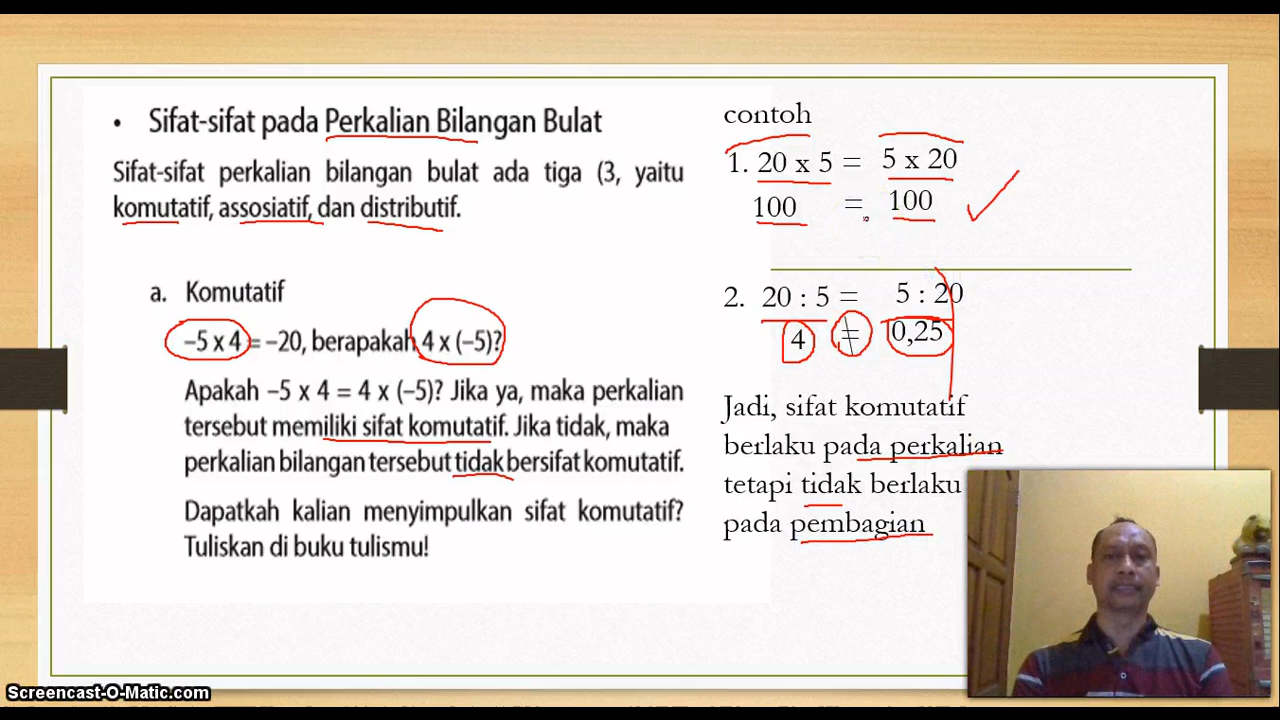 • Sifat-sifat pada Perkalian Bilangan Bulat
Sifat-sifat perkalian bilangan bulat ada tiga (3, yaitu
komutatif, assosiatif, dan distributif.
a. Komutatif
–5 x 4 = –20, berapakah 4 x (–5)?
Apakah –5 x 4 = 4 x (–5)? Jika ya, maka perkalian
tersebut memiliki sifat komutatif. Jika tidak, maka
perkalian bilangan tersebut tidak bersifat komutatif.
Dapatkah kalian menyimpulkan sifat komutatif?
Tuliskan di buku tulismu!
contoh
1. 20 x 5 = 5 x 20
100 = 100
2. 20 : 5 = 5 : 20
4 = 0,25
Jadi, sifat komutatif
berlaku pada perkalian
tetapi tidak berlaku
pada pembagian
Screencast-O-Matic.com